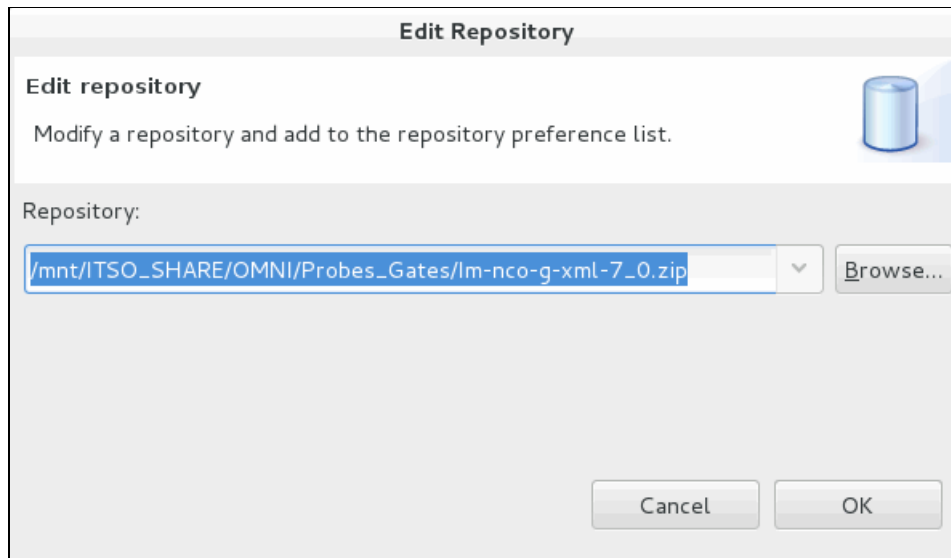 Edit Repository
Edit repository
Modify a repository and add to the repository preference list.
Repository:
/mnt/ITSO_SHARE/OMNI/Probes_Gates/Im-nco-g-xml-7_0.zip
Browse...
Cancel
OK